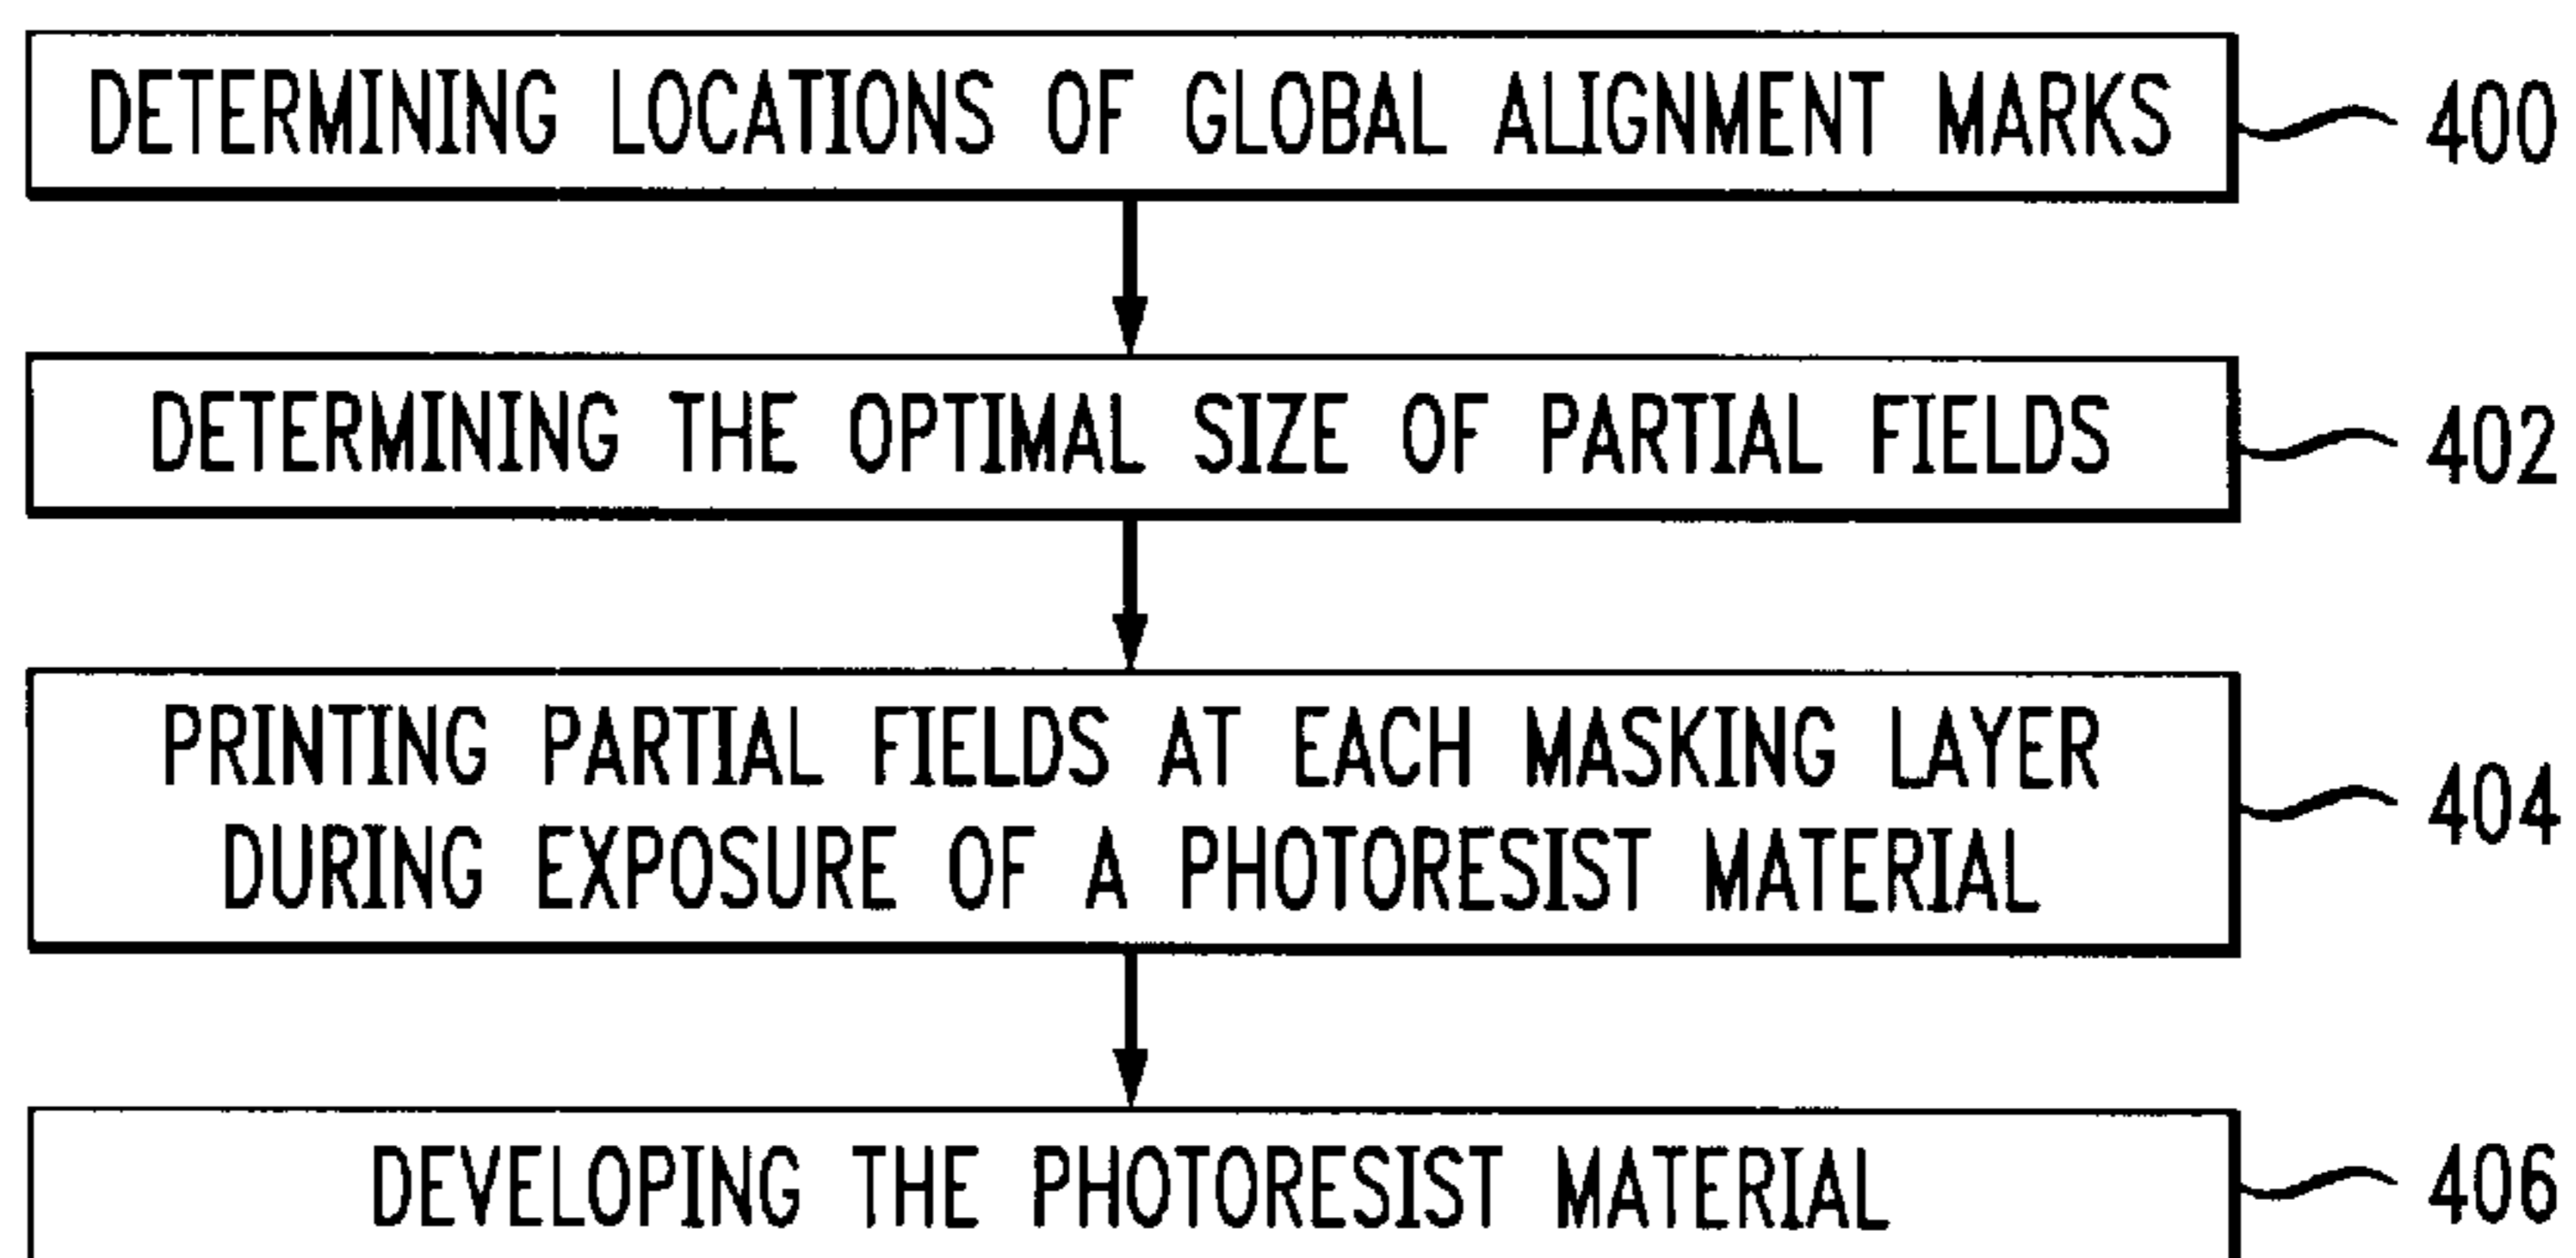 DETERMINING LOCATIONS OF GLOBAL ALIGNMENT MARKS 400
DETERMINING THE OPTIMAL SIZE OF PARTIAL FIELDS 402
PRINTING PARTIAL FIELDS AT EACH MASKING LAYER
DURING EXPOSURE OF A PHOTORESIST MATERIAL 404
DEVELOPING THE PHOTORESIST MATERIAL 406